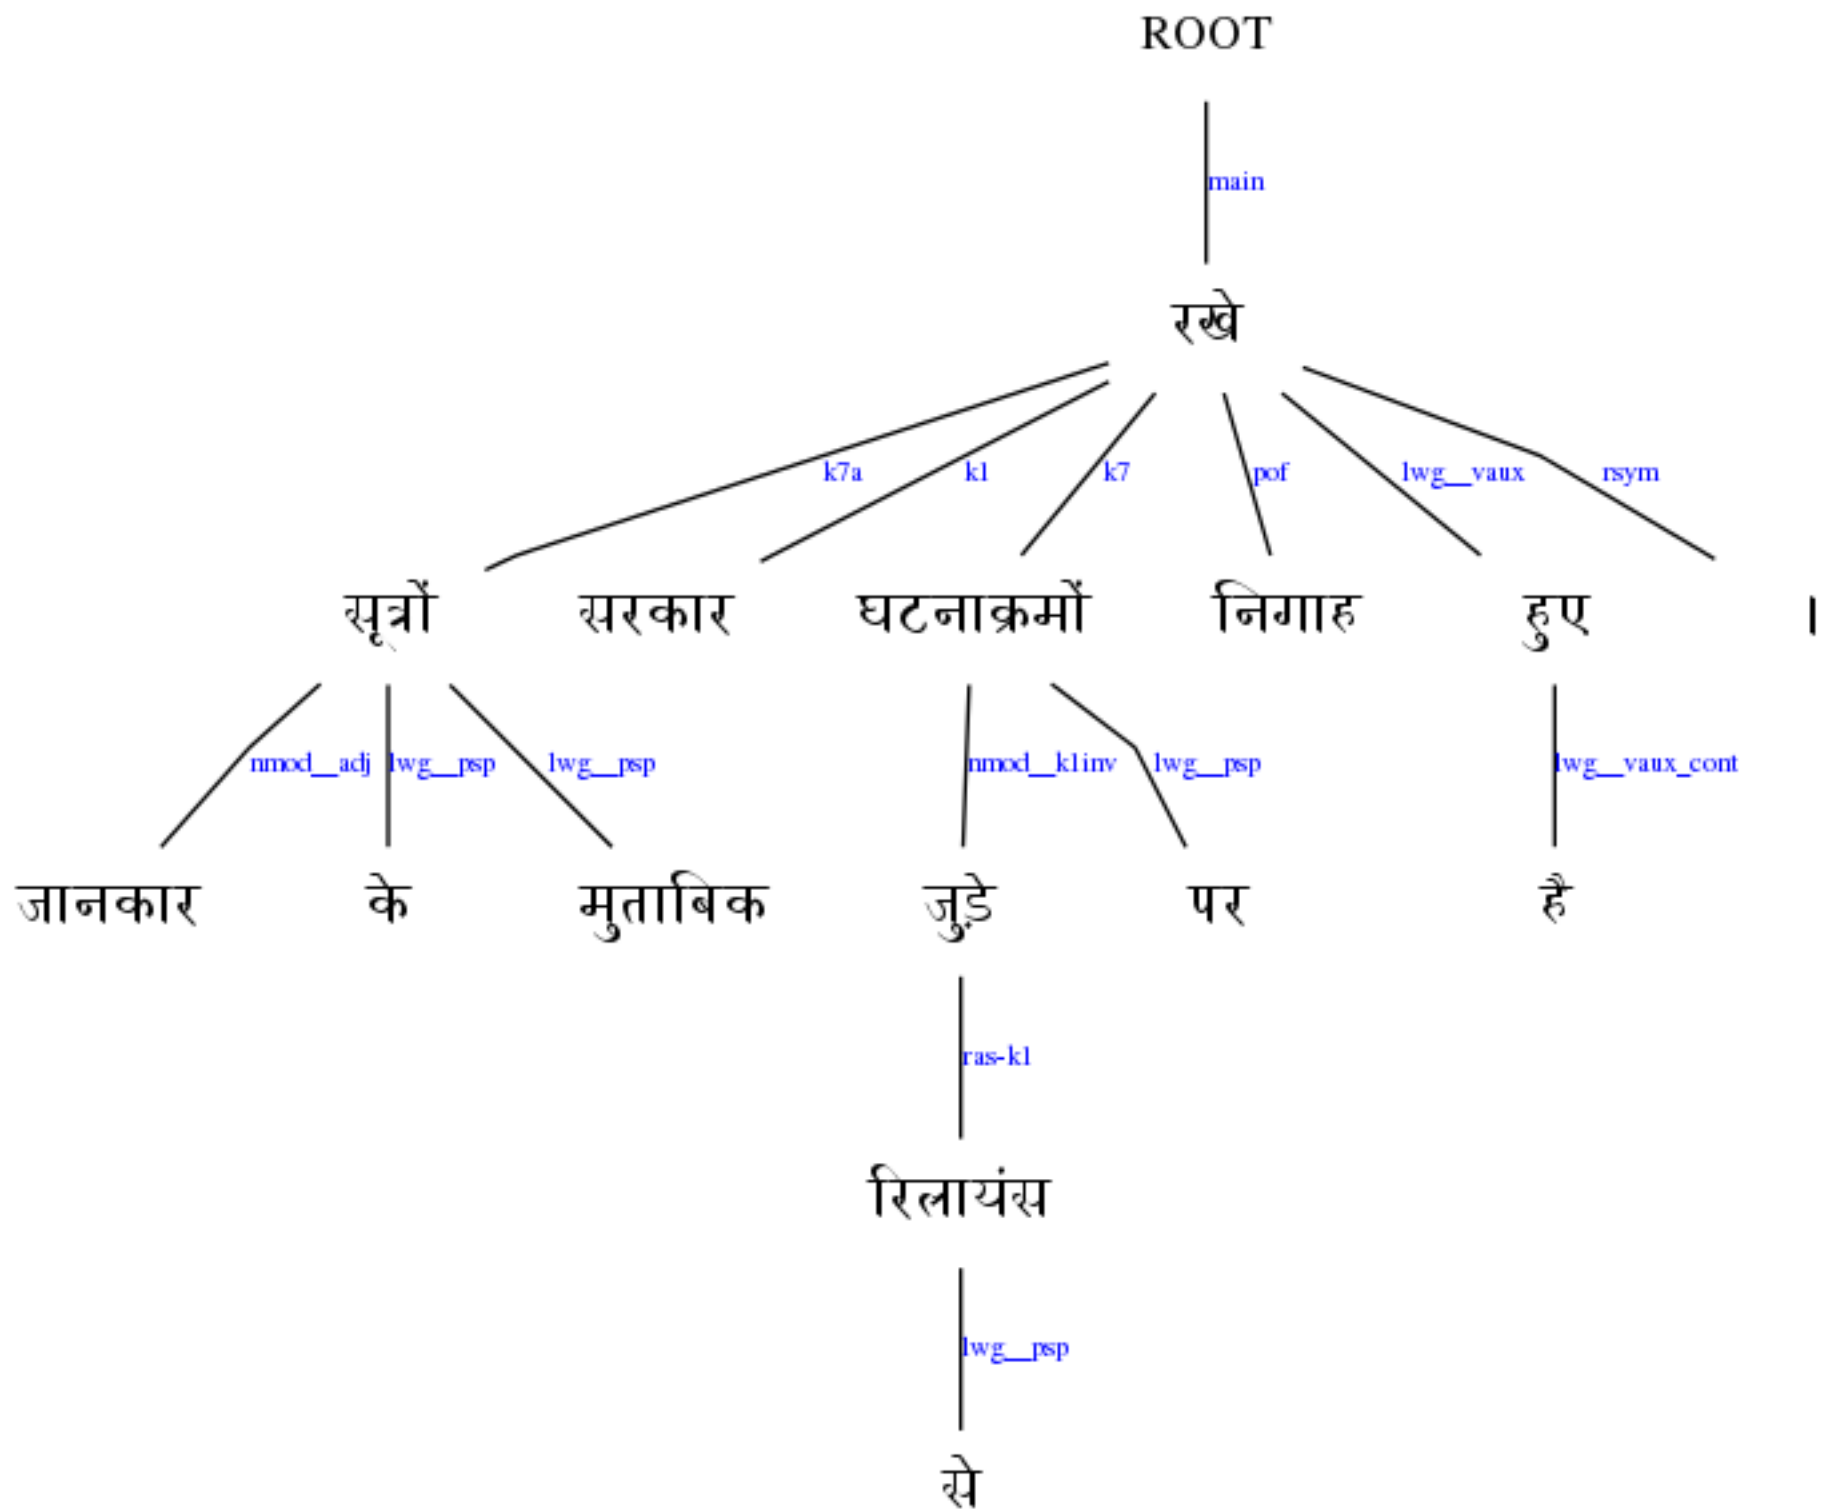 ROOT
main
रखे
k7a k1 k7 pof lwg__vaux rsym
सूत्रों सरकार घटनाक्रमों निगाह हुए ।
nmod__adj lwg__psp lwg__psp nmod__k1inv lwg__psp lwg__vaux_cont
जानकार के मुताबिक जुड़े पर है
ras-k1
रिलायंस
lwg__psp
से